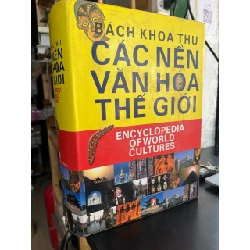 BÁCH KHOA THƯ
CÁC NỀN
VĂN HÓA
THẾ GIỚI
ENCYCLOPEDIA
OF WORLD
CULTURES